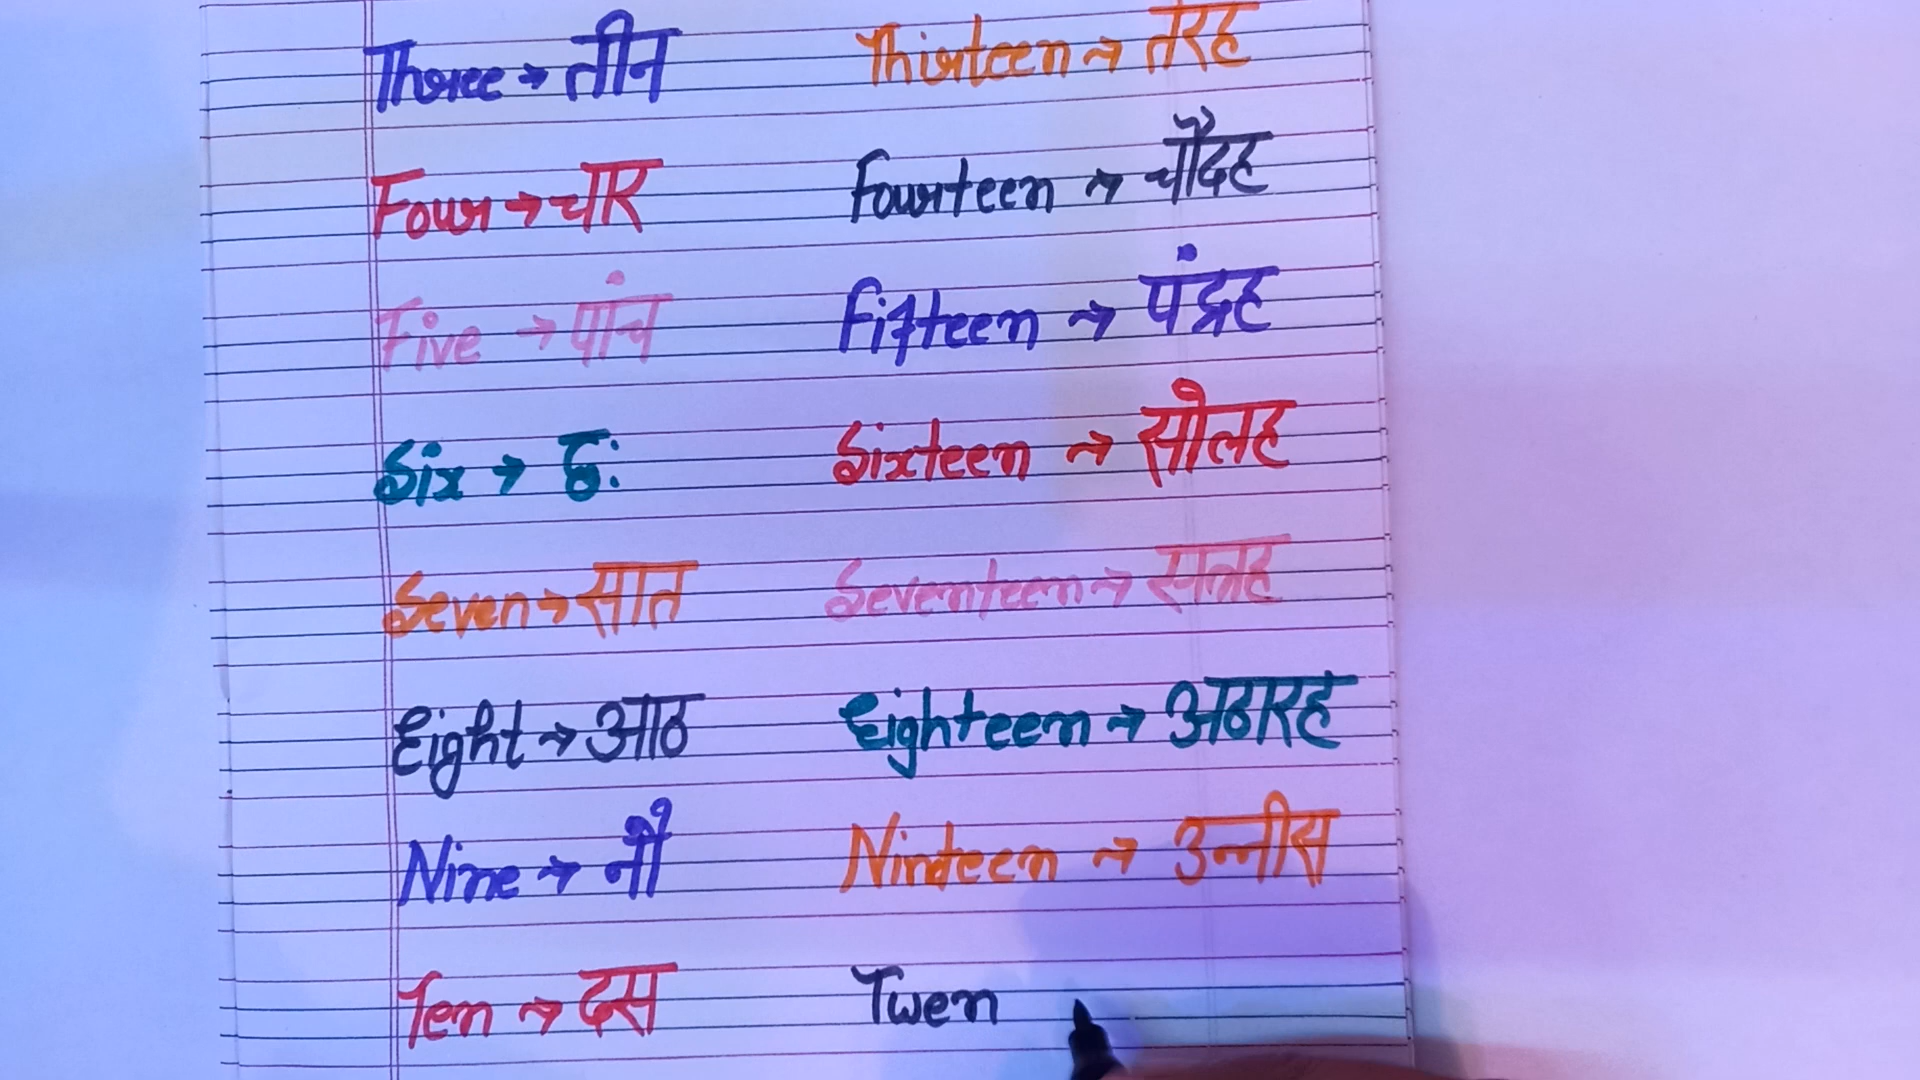 Three → तीन
Thirteen → तेरह
Four → चार
Fourteen → चौदह
Five → पांच
Fifteen → पंद्रह
Six → छ:
Sixteen → सोलह
Seven → सात
Seventeen → सत्रह
Eight → आठ
Eighteen → अठारह
Nine → नौ
Ninteen → उन्नीस
Ten → दस
Twen